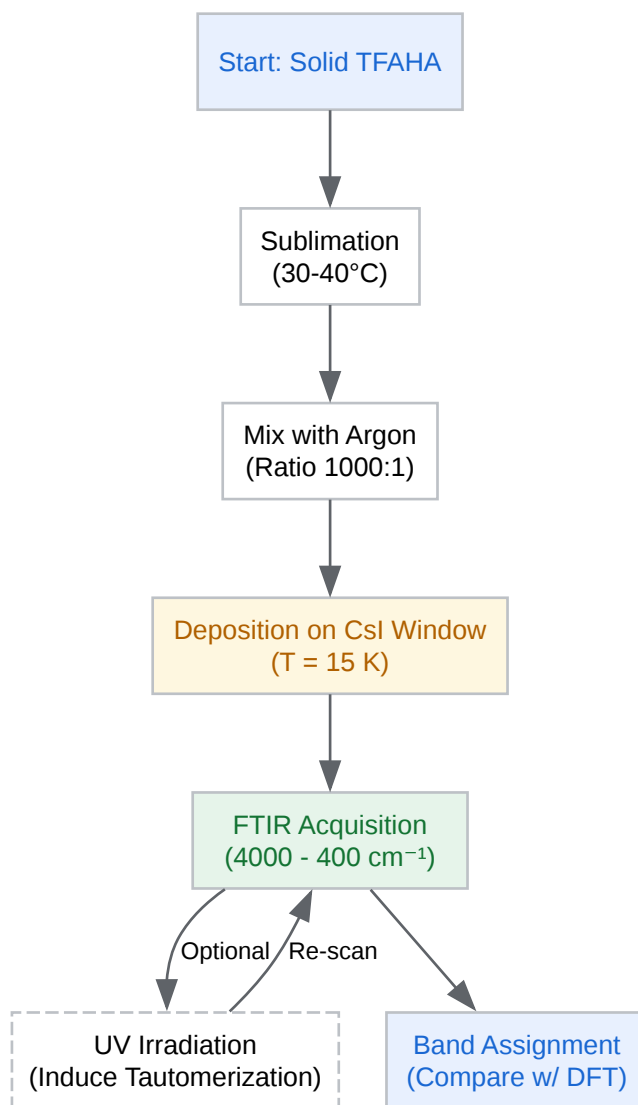 Start: Solid TFAHA
Sublimation
(30-40°C)
Mix with Argon
(Ratio 1000:1)
Deposition on CsI Window
(T = 15 K)
FTIR Acquisition
(4000 - 400 cm⁻¹)
Optional
Re-scan
UV Irradiation
(Induce Tautomerization)
Band Assignment
(Compare w/ DFT)